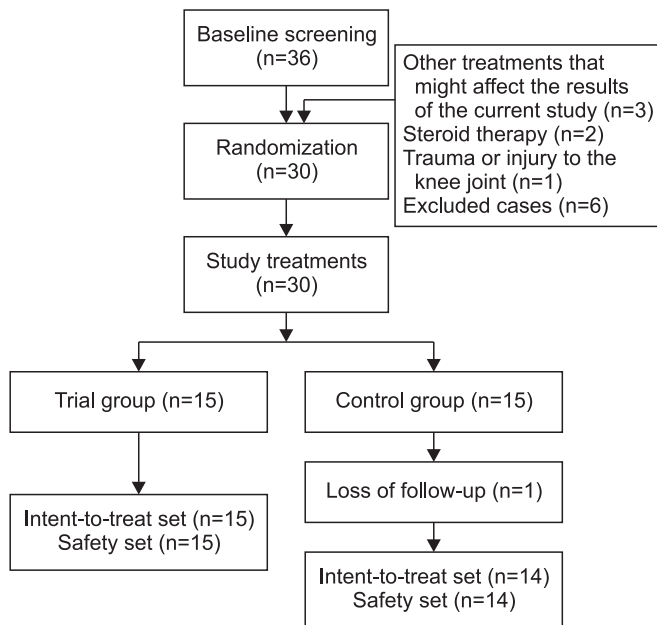 Baseline screening
(n=36)
Other treatments that
might affect the results
of the current study (n=3)
Steroid therapy (n=2)
Trauma or injury to the
knee joint (n=1)
Excluded cases (n=6)
Randomization
(n=30)
Study treatments
(n=30)
Trial group (n=15)
Control group (n=15)
Loss of follow-up (n=1)
Intent-to-treat set (n=15)
Safety set (n=15)
Intent-to-treat set (n=14)
Safety set (n=14)